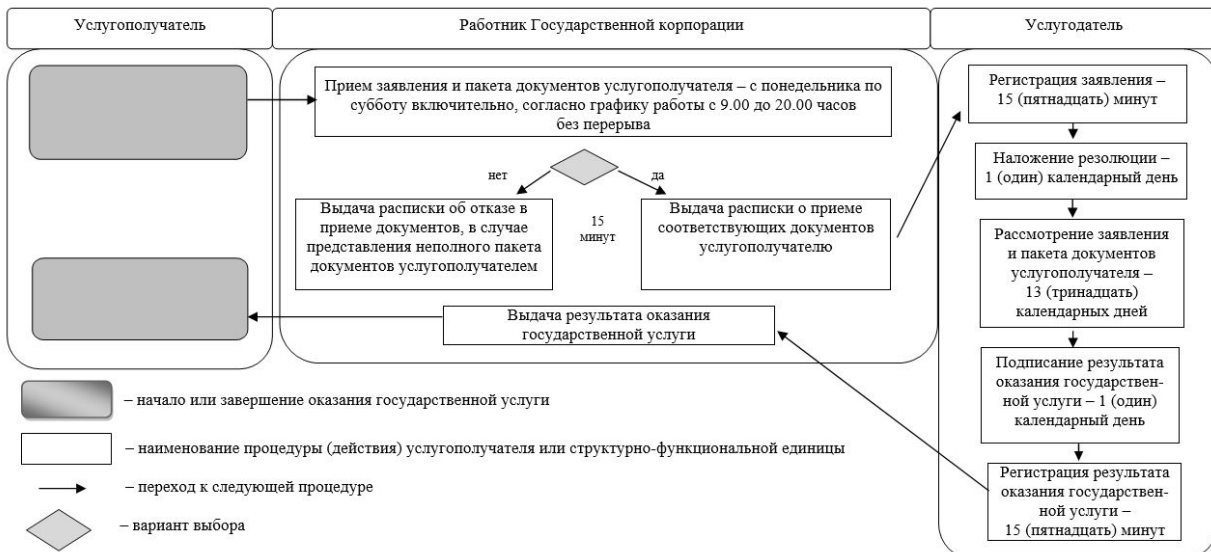 Услугополучатель
Работник Государственной корпорации
Услугодатель
Прием заявления и пакета документов услугополучателя – с понедельника по
субботу включительно, согласно графику работы с 9.00 до 20.00 часов
без перерыва
нет
да
Выдача расписки об отказе в
приеме документов, в случае
представления неполного пакета
документов услугополучателем
15
минут
Выдача расписки о приеме
соответствующих документов
услугополучателю
Выдача результата оказания
государственной услуги
Регистрация заявления –
15 (пятнадцать) минут
Наложение резолюции –
1 (один) календарный день
Рассмотрение заявления
и пакета документов
услугополучателя –
13 (тринадцать)
календарных дней
Подписание результата
оказания государствен-
ной услуги – 1 (один)
календарный день
Регистрация результата
оказания государствен-
ной услуги –
15 (пятнадцать) минут
– начало или завершение оказания государственной услуги
– наименование процедуры (действия) услугополучателя или структурно-функциональной единицы
– переход к следующей процедуре
– вариант выбора